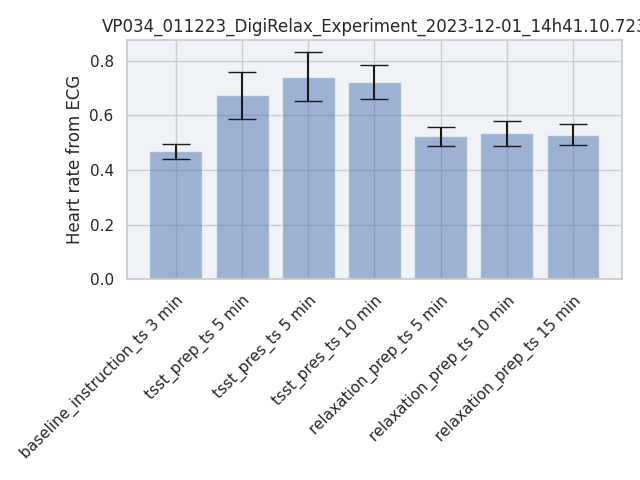 VP034_011223_DigiRelax_Experiment_2023-12-01_14h41.10.723
Heart rate from ECG
0.8
0.6
0.4
0.2
0.0
baseline_instruction_ts 3 min
tsst_prep_ts 5 min
tsst_pres_ts 5 min
tsst_pres_ts 10 min
relaxation_prep_ts 5 min
relaxation_prep_ts 10 min
relaxation_prep_ts 15 min